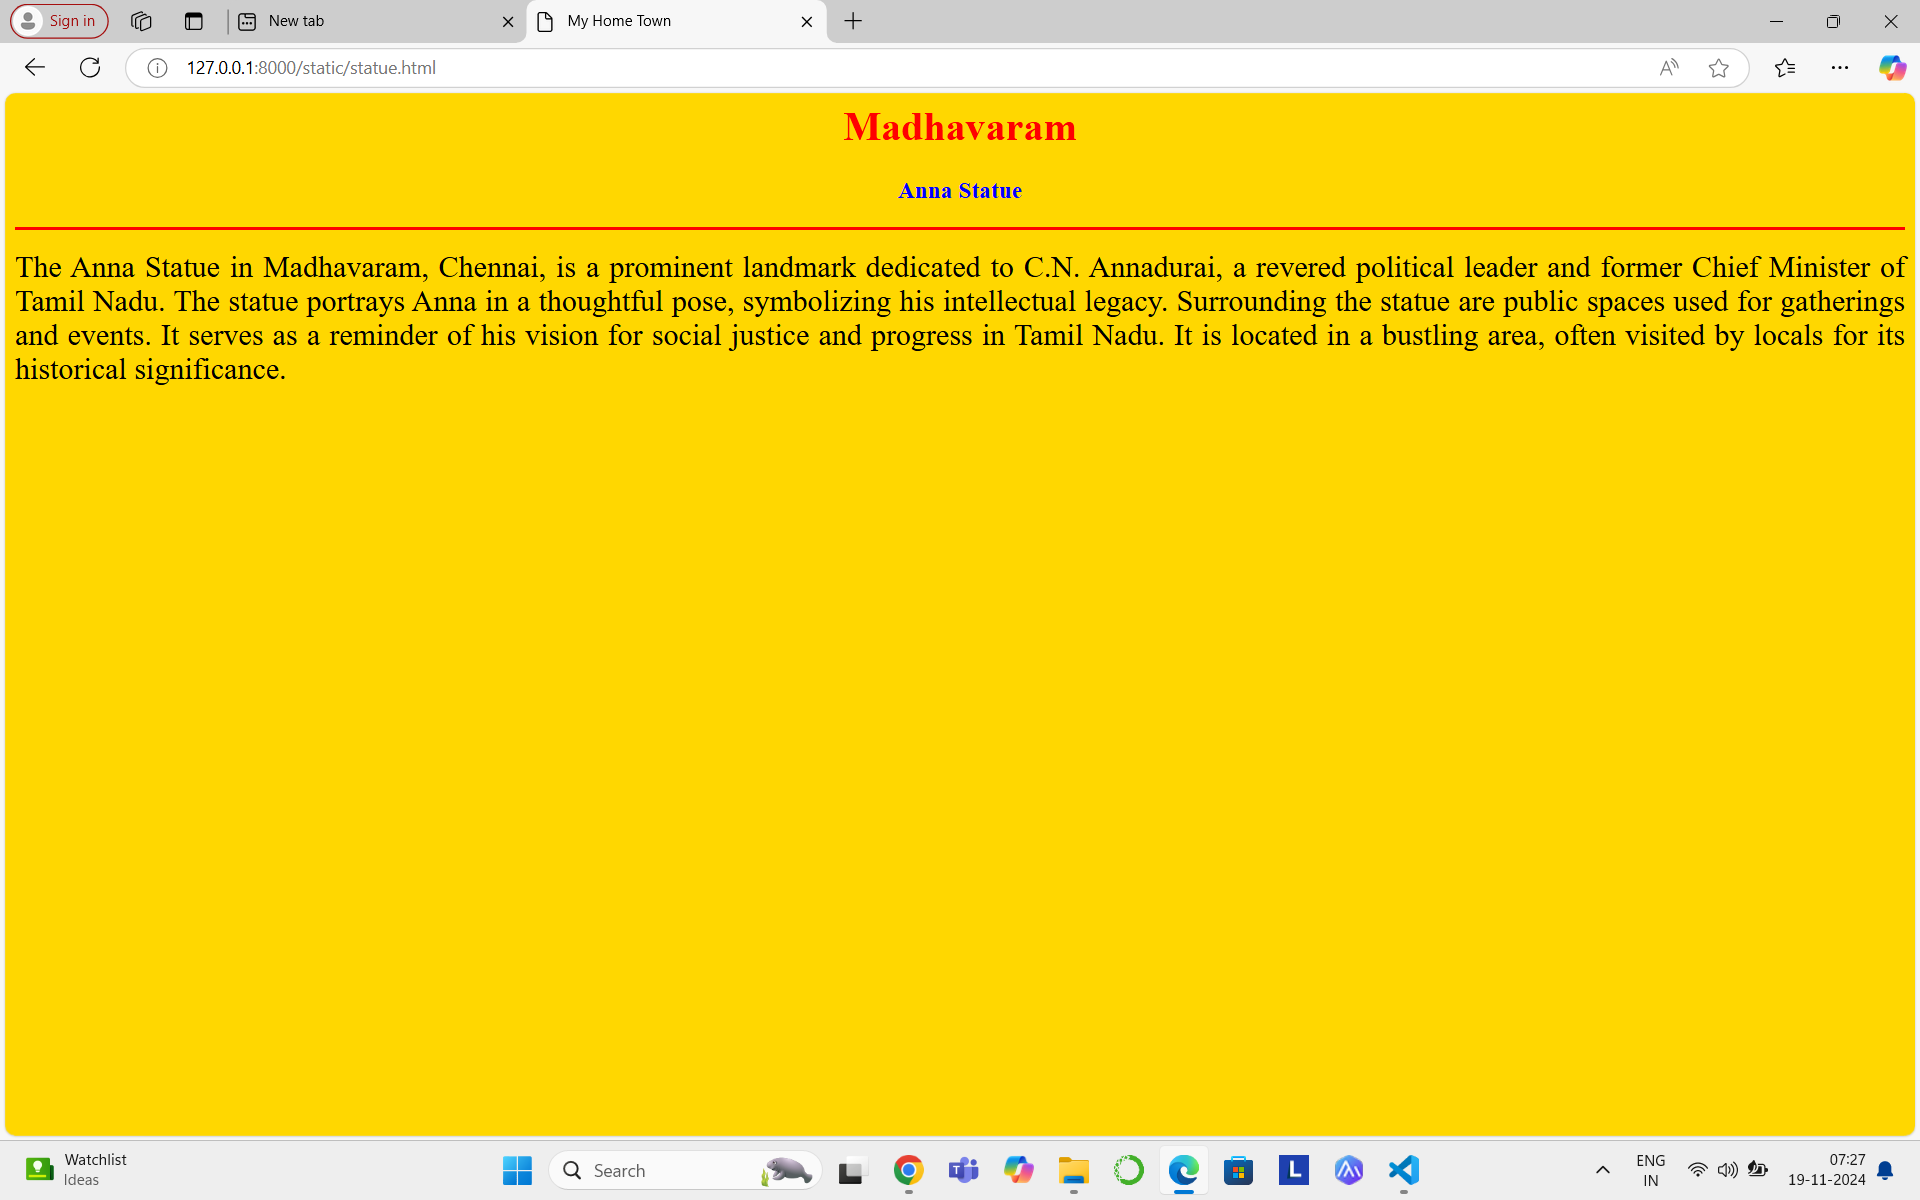 Sign in
New tab
My Home Town
127.0.0.1:8000/static/statue.html
Madhavaram
Anna Statue
The Anna Statue in Madhavaram, Chennai, is a prominent landmark dedicated to C.N. Annadurai, a revered political leader and former Chief Minister of
Tamil Nadu. The statue portrays Anna in a thoughtful pose, symbolizing his intellectual legacy. Surrounding the statue are public spaces used for gatherings
and events. It serves as a reminder of his vision for social justice and progress in Tamil Nadu. It is located in a bustling area, often visited by locals for its
historical significance.
Watchlist
Ideas
Search
L
ENG
IN
07:27
19-11-2024